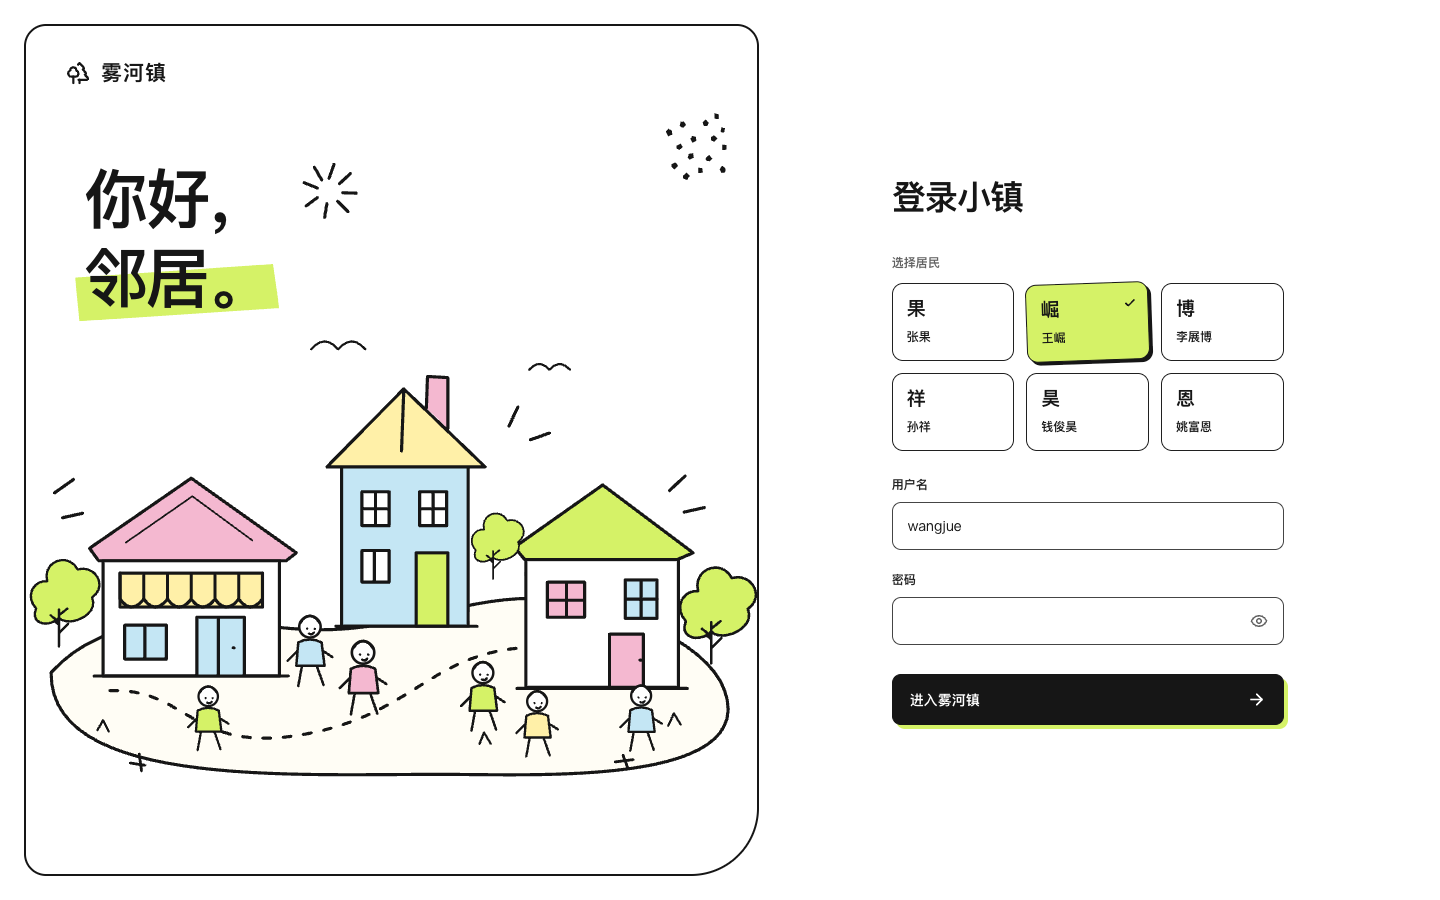 雾河镇
你好，
邻居。
登录小镇
选择居民
果
张果
崛
王崛
博
李展博
祥
孙祥
昊
钱俊昊
恩
姚富恩
用户名
wangjue
密码
进入雾河镇